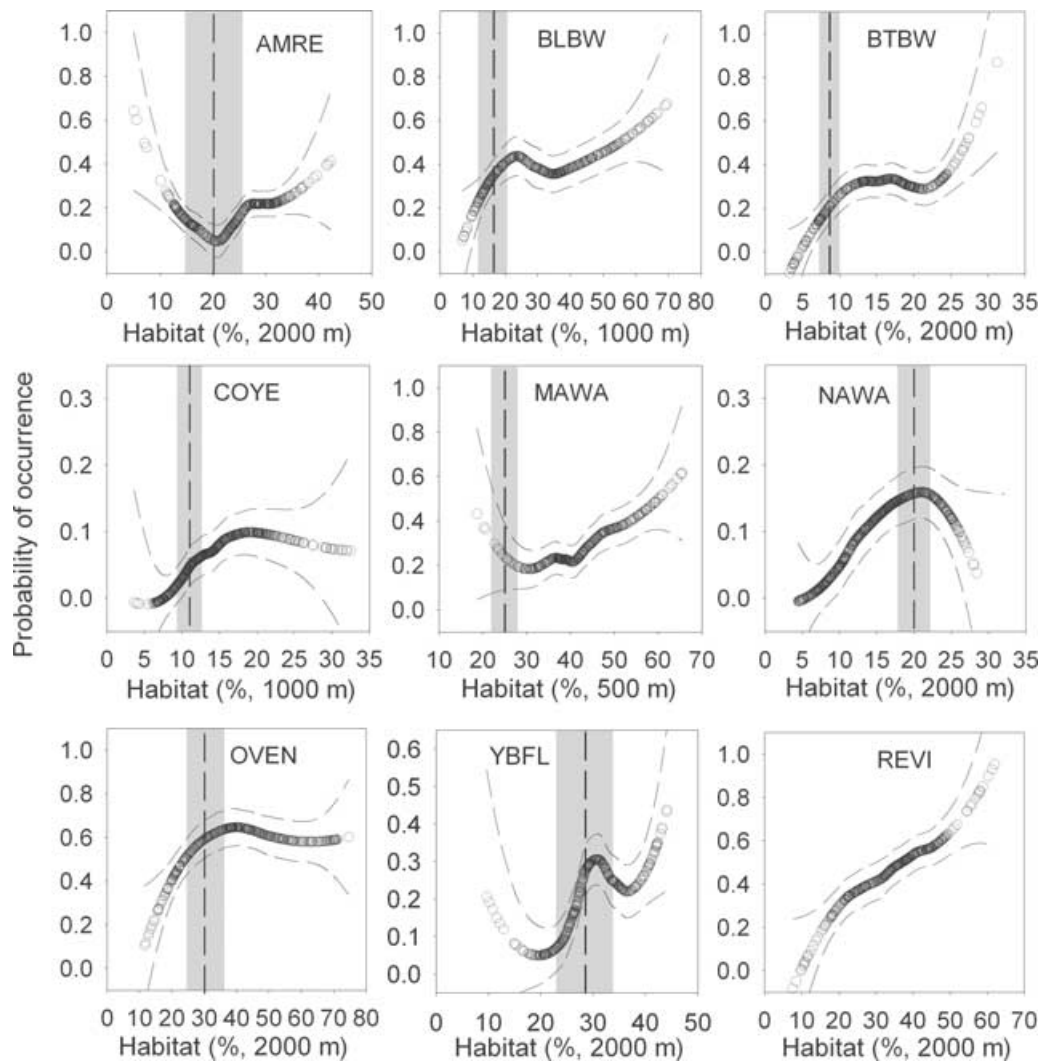 AMRE
1.0
0.8
0.6
0.4
0.2
0.0
0 10 20 30 40 50
Habitat (%, 2000 m)
BLBW
1.0
0.8
0.6
0.4
0.2
0.0
0 10 20 30 40 50 60 70 80
Habitat (%, 1000 m)
BTBW
1.0
0.8
0.6
0.4
0.2
0.0
0 5 10 15 20 25 30 35
Habitat (%, 2000 m)
Probability of occurrence
COYE
0.3
0.2
0.1
0.0
0 5 10 15 20 25 30 35
Habitat (%, 1000 m)
MAWA
1.0
0.8
0.6
0.4
0.2
0.0
10 20 30 40 50 60 70
Habitat (%, 500 m)
NAWA
0.3
0.2
0.1
0.0
0 5 10 15 20 25 30 35
Habitat (%, 2000 m)
OVEN
1.0
0.8
0.6
0.4
0.2
0.0
0 10 20 30 40 50 60 70 80
Habitat (%, 2000 m)
YBFL
0.6
0.5
0.4
0.3
0.2
0.1
0.0
0 10 20 30 40 50
Habitat (%, 2000 m)
REVI
1.0
0.8
0.6
0.4
0.2
0.0
0 10 20 30 40 50 60 70
Habitat (%, 2000 m)